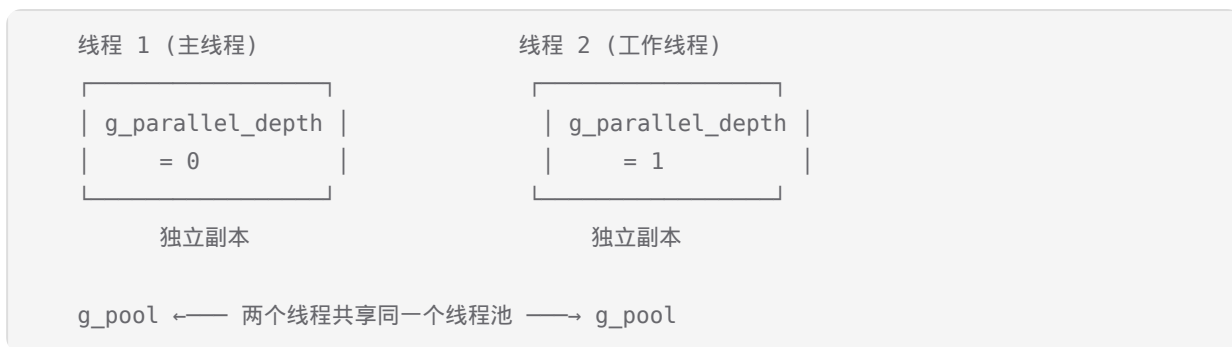 线程 1 (主线程) 线程 2 (工作线程)
g_parallel_depth g_parallel_depth
= 0 = 1
独立副本 独立副本
g_pool ←── 两个线程共享同一个线程池 ──→ g_pool